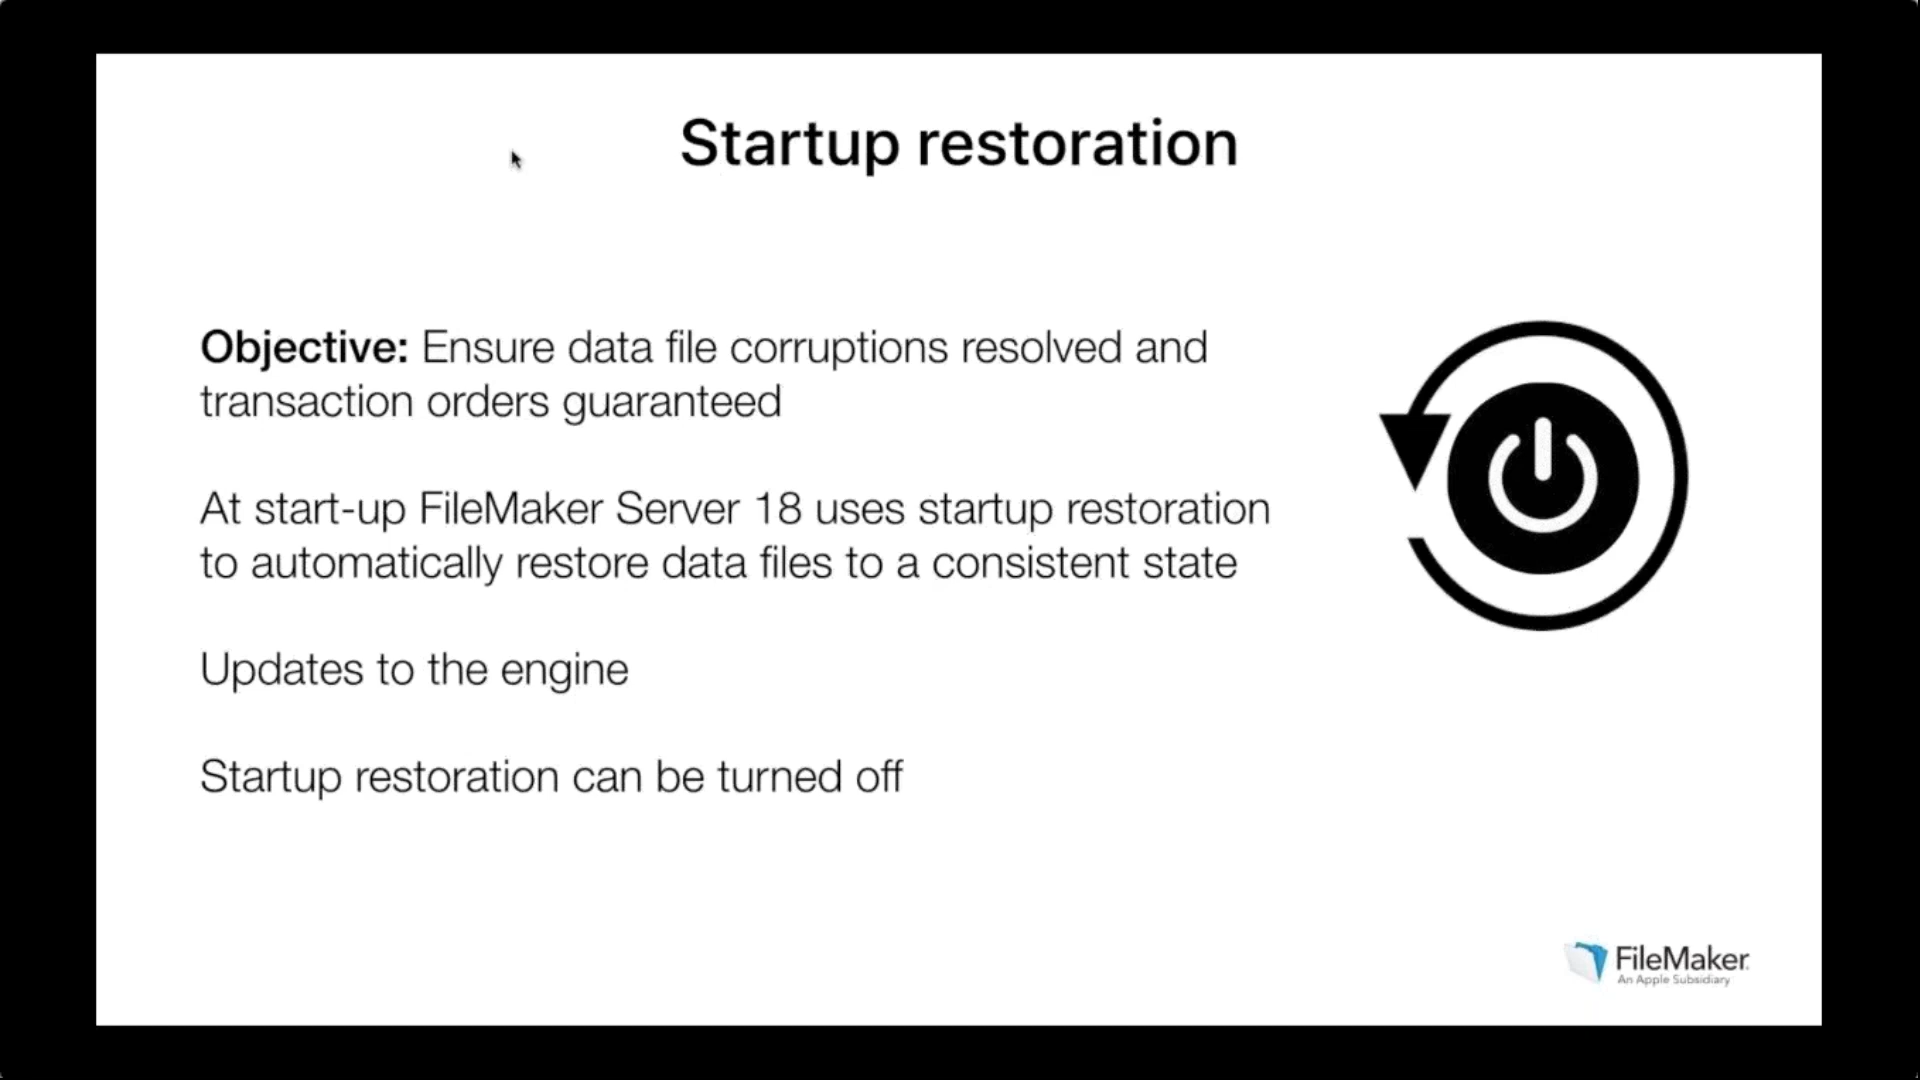 Startup restoration
Objective: Ensure data file corruptions resolved and
transaction orders guaranteed
At start-up FileMaker Server 18 uses startup restoration
to automatically restore data files to a consistent state
Updates to the engine
Startup restoration can be turned off
FileMaker.
An Apple Subsidiary